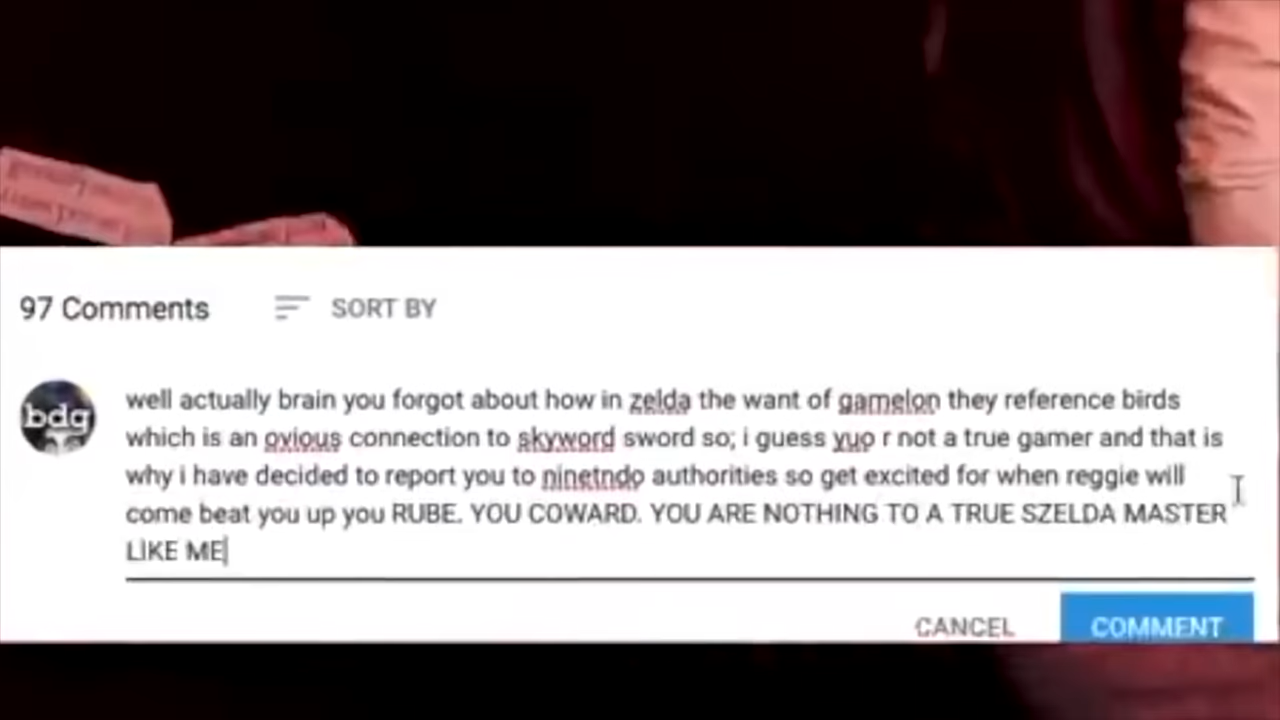 97 Comments
SORT BY
bdg
well actually brain you forgot about how in zelda the want of gamelon they reference birds
which is an ovious connection to skyword sword so; i guess yuo r not a true gamer and that is
why i have decided to report you to ninetndo authorities so get excited for when reggie will
come beat you up you RUBE. YOU COWARD. YOU ARE NOTHING TO A TRUE SZELDA MASTER
LIKE ME
CANCEL
COMMENT